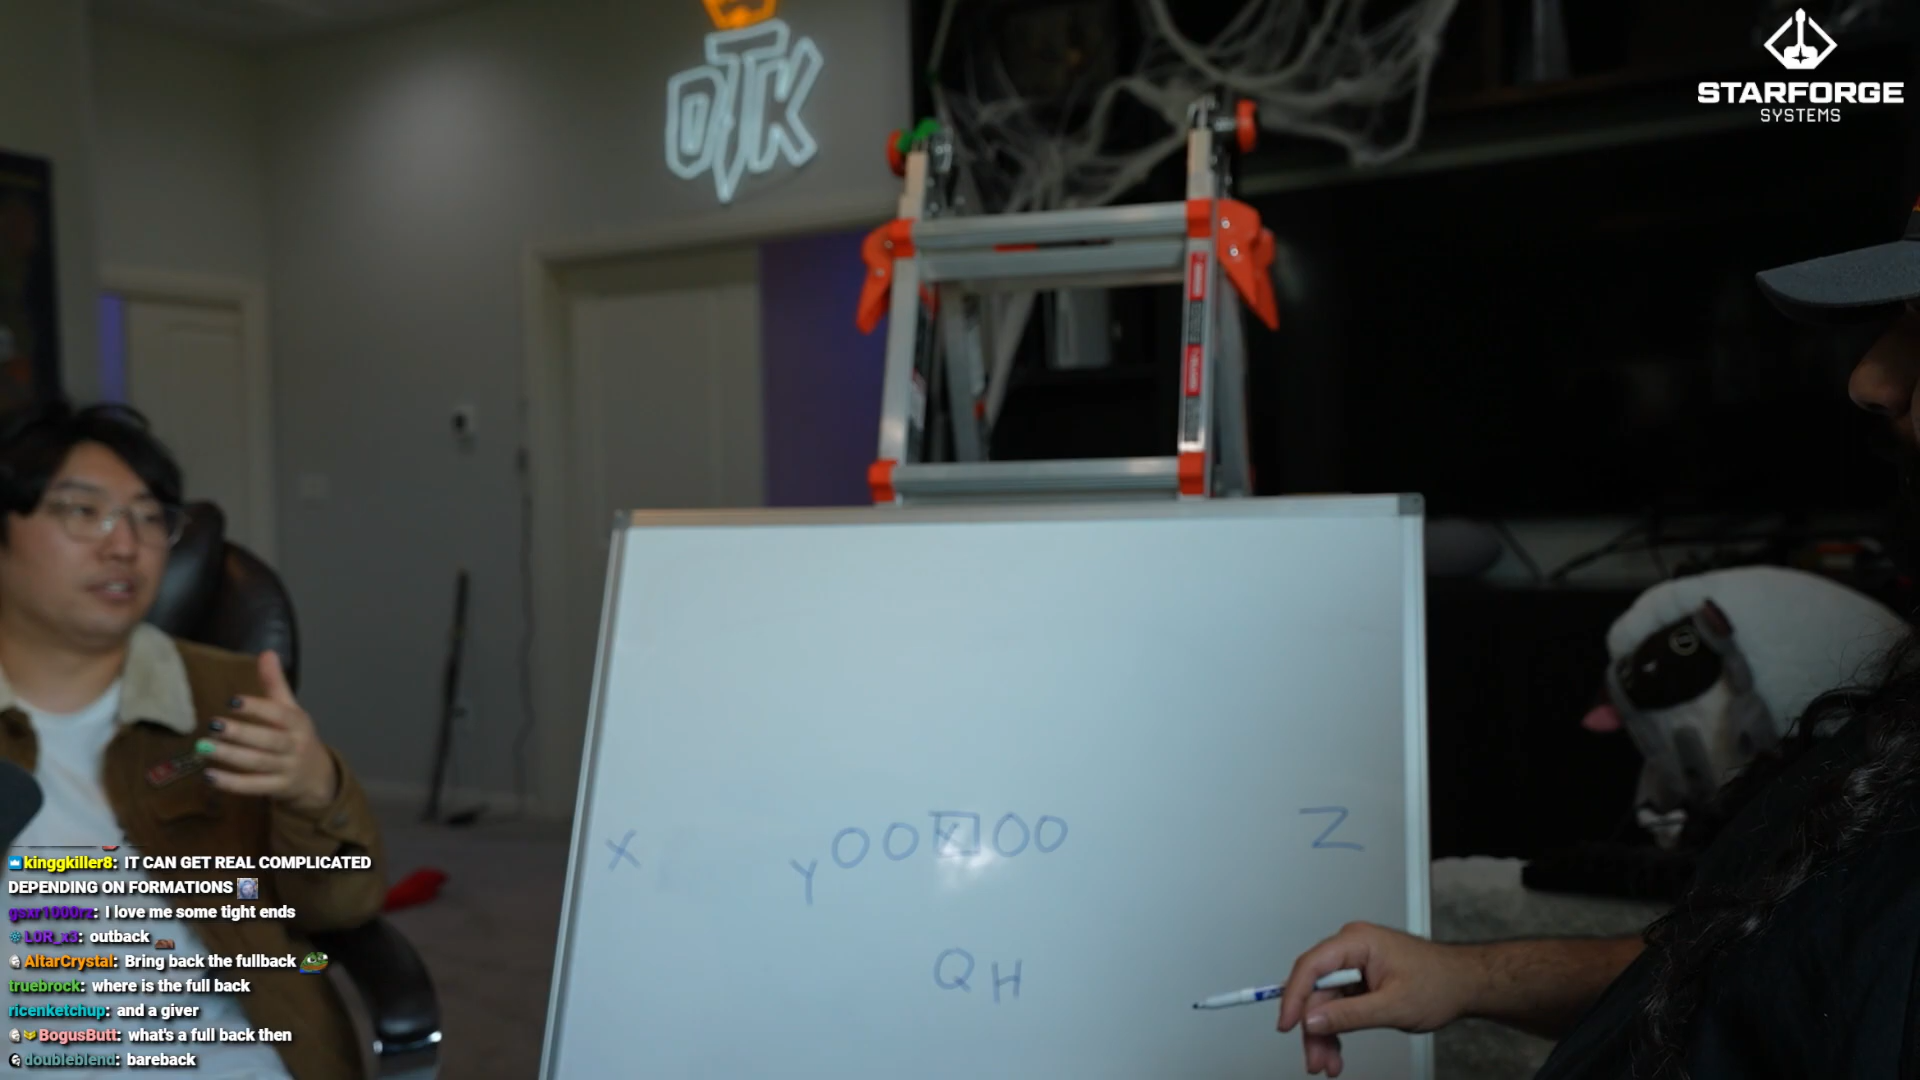 OTK
STARFORGE
SYSTEMS
X Y O O X O O Z
Q H
kinggkiller8: IT CAN GET REAL COMPLICATED
DEPENDING ON FORMATIONS
gsxr1000rz: I love me some tight ends
L0R_x3: outback
AltarCrystal: Bring back the fullback
truebrock: where is the full back
ricenketchup: and a giver
BogusButt: what's a full back then
doubleblend: bareback